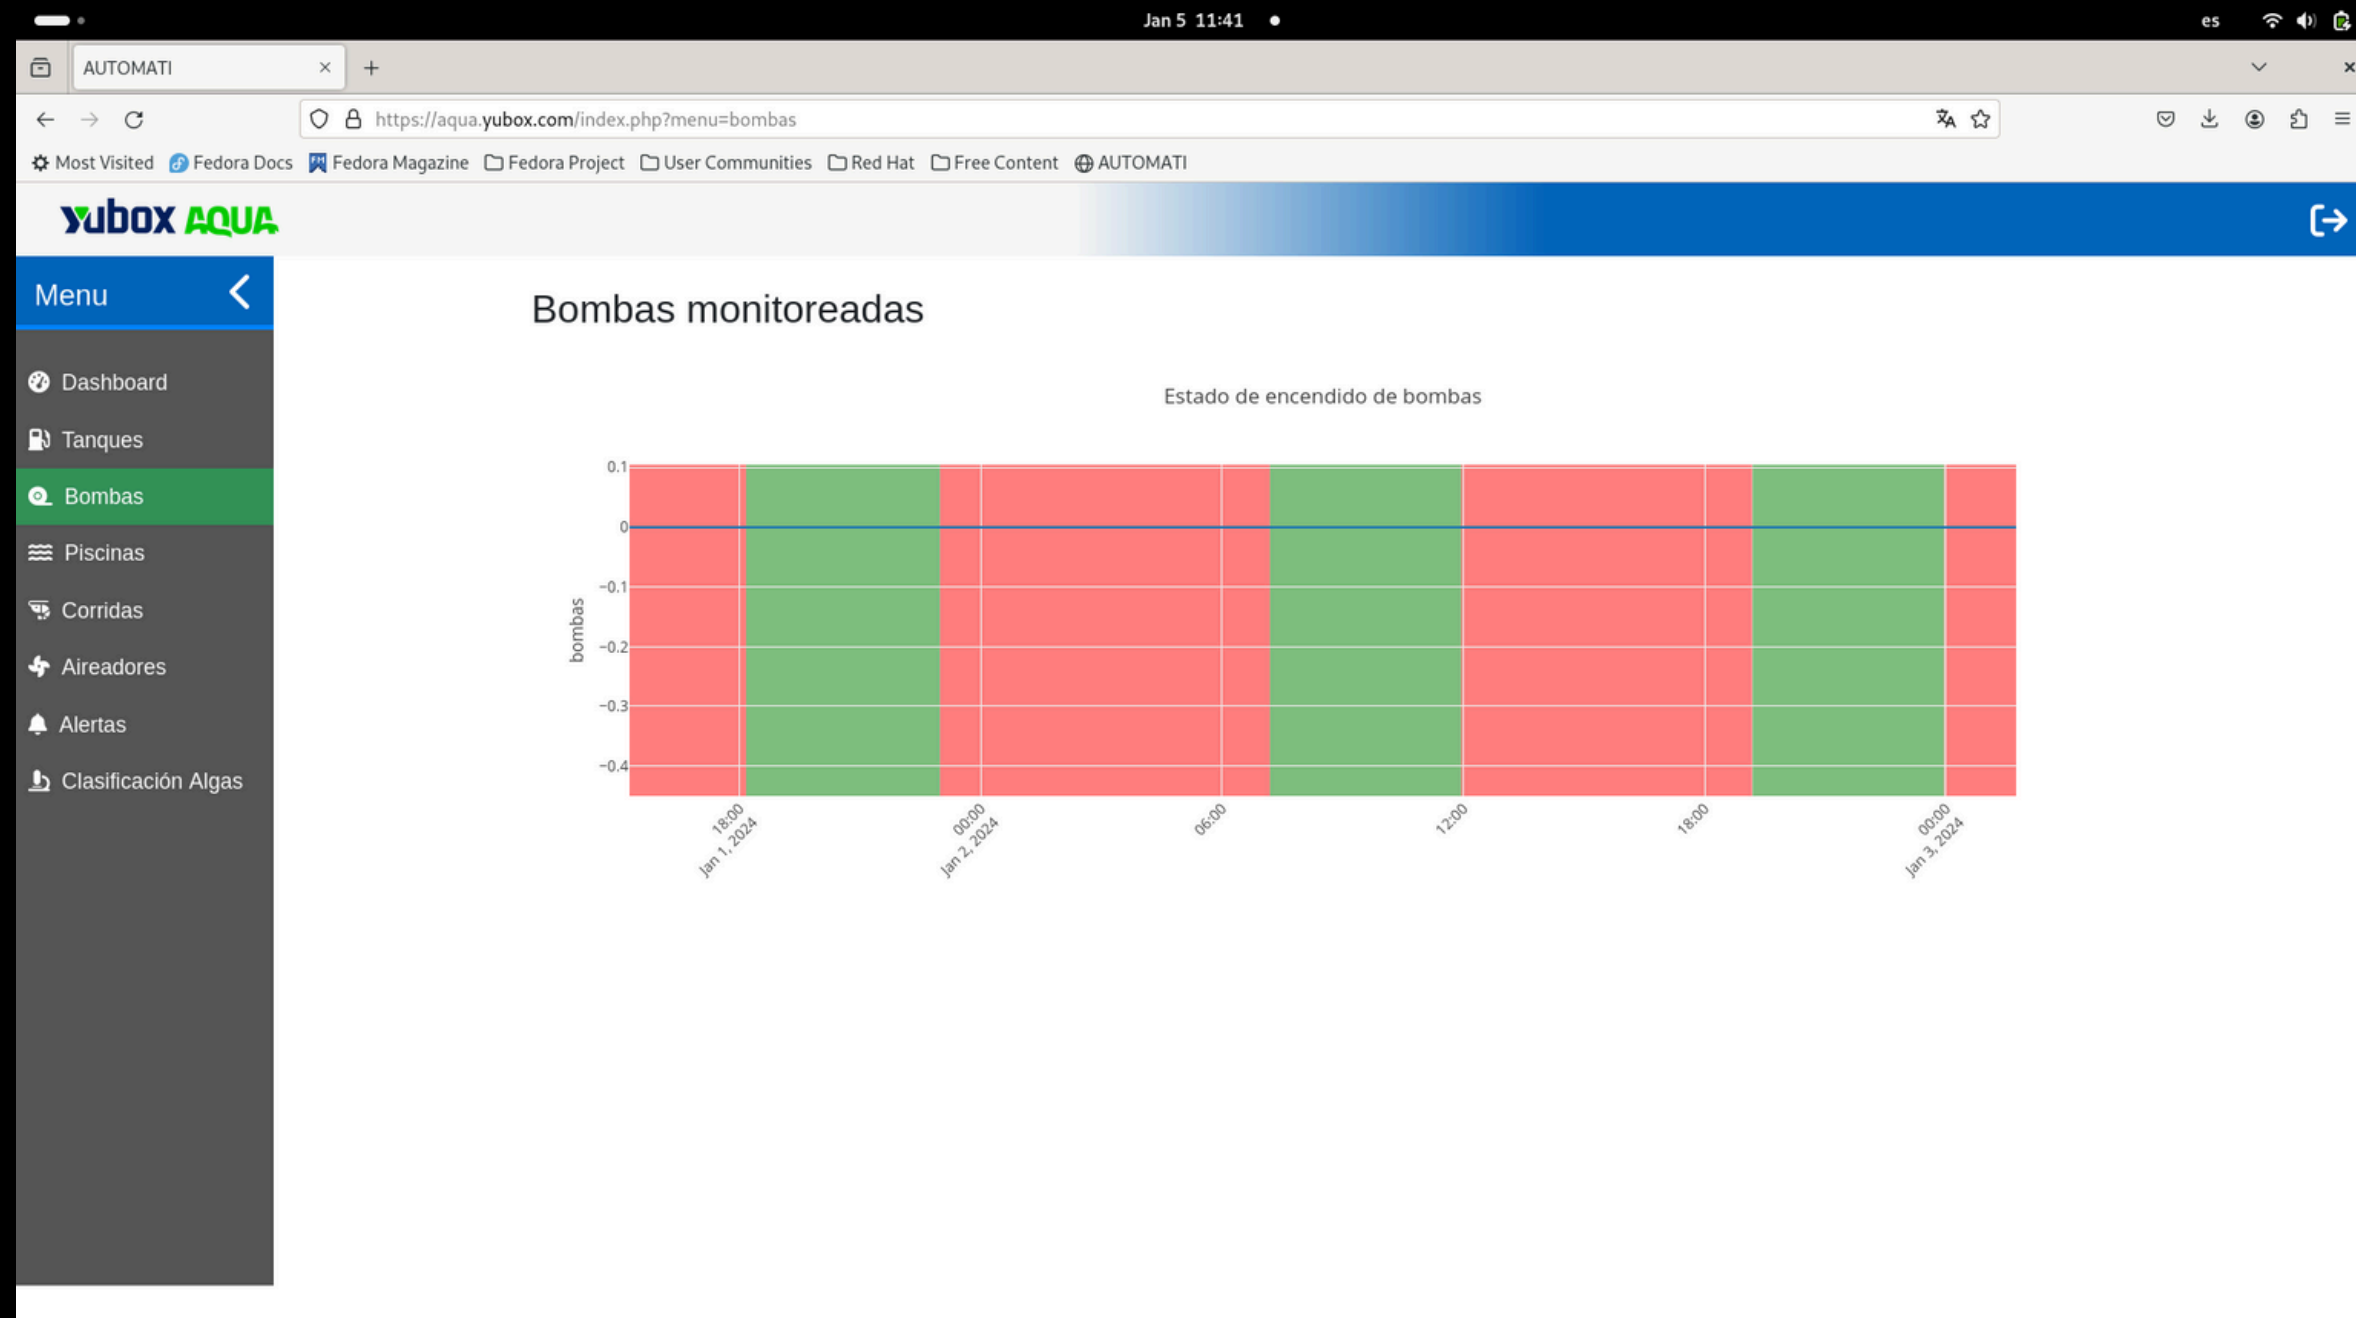 Jan 5 11:41
es
AUTOMATI
https://aqua.yubox.com/index.php?menu=bombas
Most Visited Fedora Docs Fedora Magazine Fedora Project User Communities Red Hat Free Content AUTOMATI
yubox AQUA
Menu
Dashboard
Tanques
Bombas
Piscinas
Corridas
Aireadores
Alertas
Clasificación Algas
Bombas monitoreadas
Estado de encendido de bombas
bombas
0.1
0
−0.1
−0.2
−0.3
−0.4
18:00
Jan 1, 2024
00:00
Jan 2, 2024
06:00
12:00
18:00
00:00
Jan 3, 2024